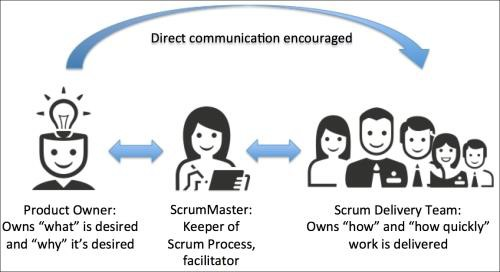 Direct communication encouraged
Product Owner:
Owns “what” is desired
and “why” it’s desired
ScrumMaster:
Keeper of
Scrum Process,
facilitator
Scrum Delivery Team:
Owns “how” and “how quickly”
work is delivered